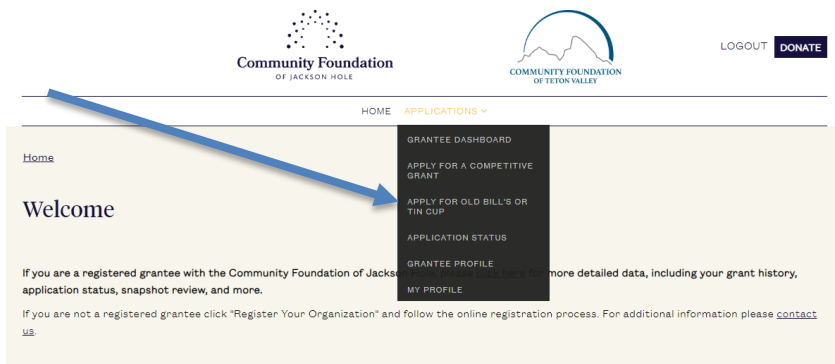 Community Foundation
OF JACKSON HOLE
COMMUNITY FOUNDATION
OF TETON VALLEY
LOGOUT DONATE
HOME APPLICATIONS
GRANTEE DASHBOARD
APPLY FOR A COMPETITIVE
GRANT
APPLY FOR OLD BILL'S OR
TIN CUP
APPLICATION STATUS
GRANTEE PROFILE
MY PROFILE
Home
Welcome
If you are a registered grantee with the Community Foundation of Jackson Hole, please click here for more detailed data, including your grant history,
application status, snapshot review, and more.
If you are not a registered grantee click "Register Your Organization" and follow the online registration process. For additional information please contact
us.